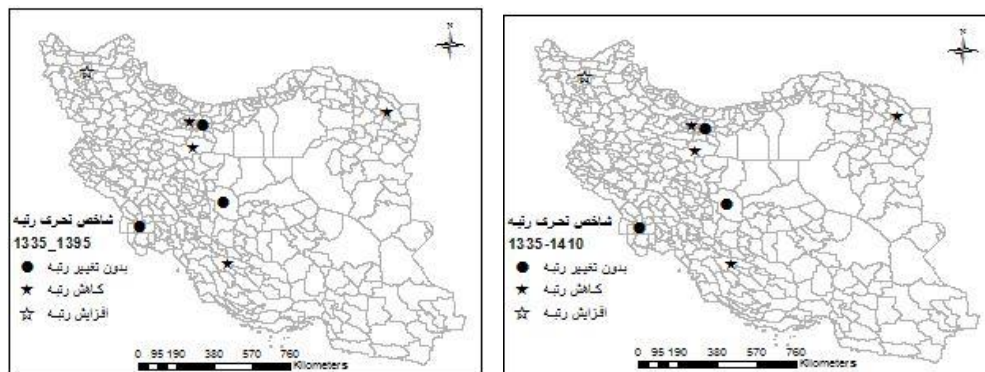 N
شاخص تحرک رتبه
1335_1395
بدون تغییر رتبه
کاهش رتبه
افزایش رتبه
0 95 190 380 570 760
Kilometers
N
شاخص تحرک رتبه
1335-1410
بدون تغییر رتبه
کاهش رتبه
افزایش رتبه
0 95 190 380 570 760
Kilometers